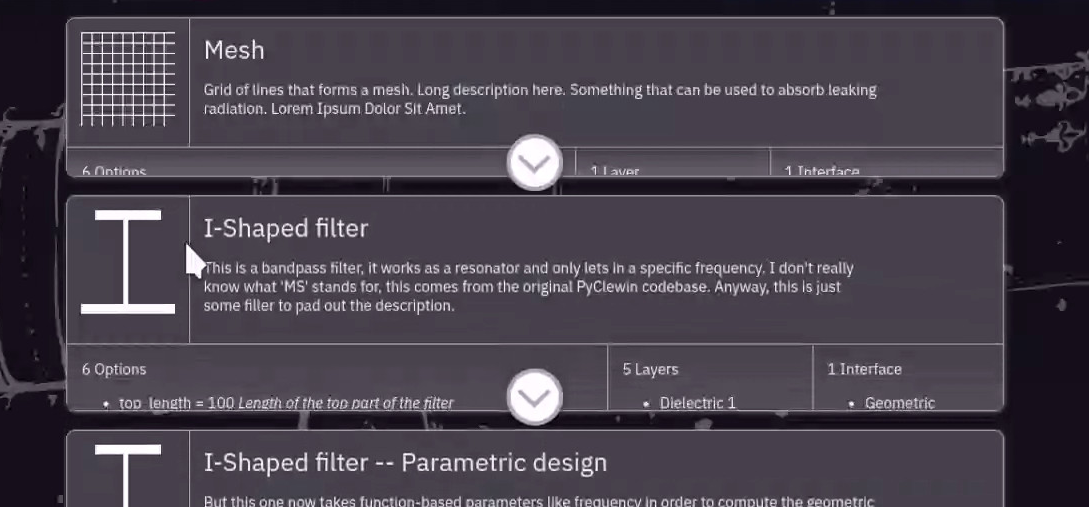 Mesh
Grid of lines that forms a mesh. Long description here. Something that can be used to absorb leaking
radiation. Lorem Ipsum Dolor Sit Amet.
6 Options
1 Layer
1 Interface
I-Shaped filter
This is a bandpass filter, it works as a resonator and only lets in a specific frequency. I don't really
know what 'MS' stands for, this comes from the original PyClewin codebase. Anyway, this is just
some filler to pad out the description.
6 Options
5 Layers
1 Interface
• top_length = 100 Length of the top part of the filter
• Dielectric 1
• Geometric
I-Shaped filter -- Parametric design
But this one now takes function-based parameters like frequency in order to compute the geometric